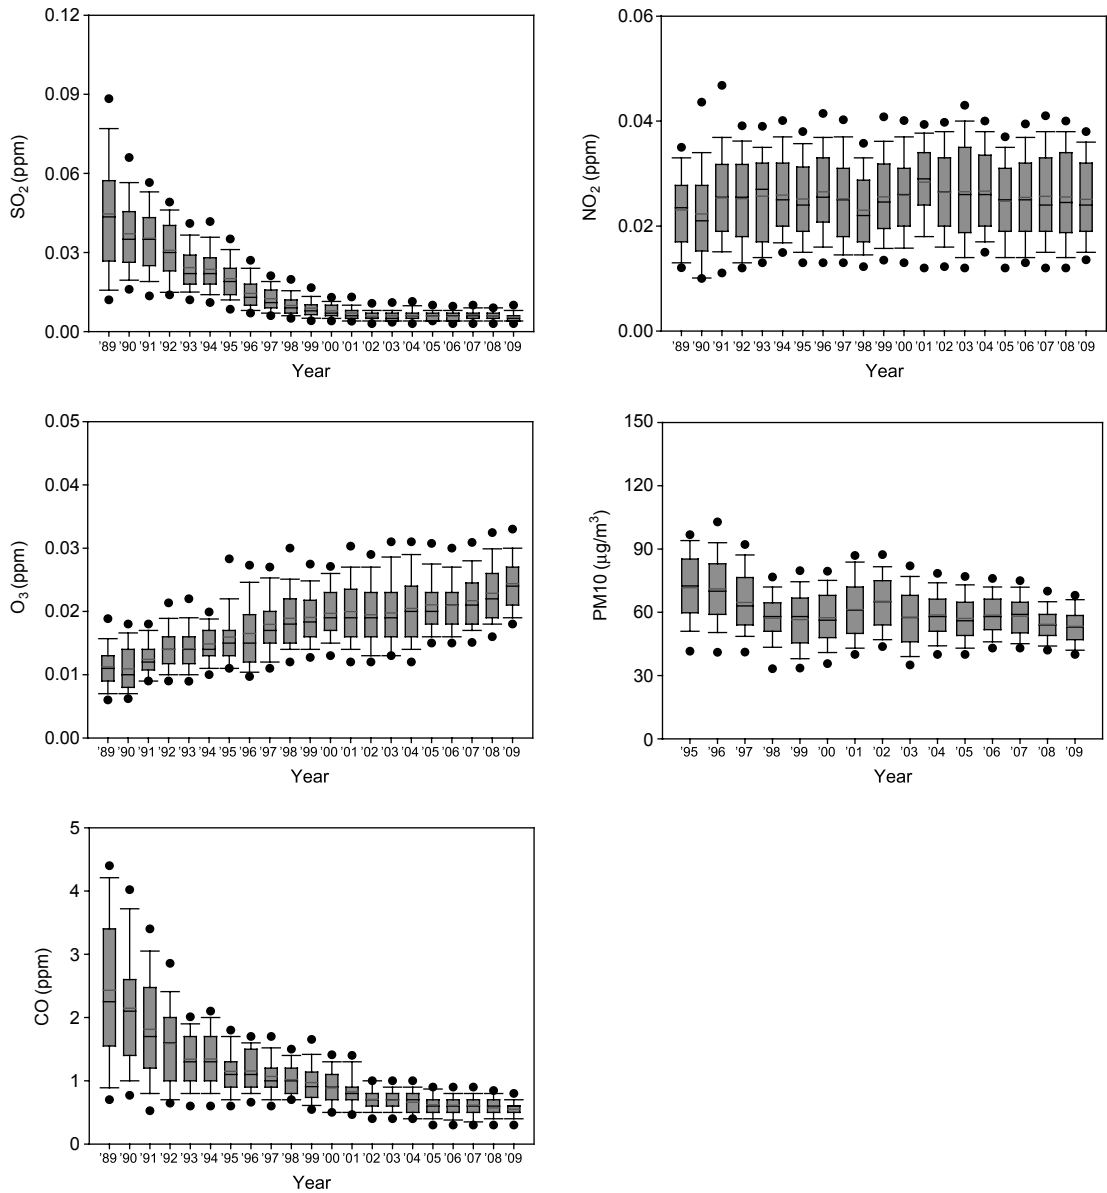 0.12
0.09
0.06
0.03
0.00
SO2 (ppm)
'89 '90 '91 '92 '93 '94 '95 '96 '97 '98 '99 '00 '01 '02 '03 '04 '05 '06 '07 '08 '09
Year
0.06
0.04
0.02
0.00
NO2 (ppm)
'89 '90 '91 '92 '93 '94 '95 '96 '97 '98 '99 '00 '01 '02 '03 '04 '05 '06 '07 '08 '09
Year
0.05
0.04
0.03
0.02
0.01
0.00
O3 (ppm)
'89 '90 '91 '92 '93 '94 '95 '96 '97 '98 '99 '00 '01 '02 '03 '04 '05 '06 '07 '08 '09
Year
150
120
90
60
30
0
PM10 (μg/m³)
'95 '96 '97 '98 '99 '00 '01 '02 '03 '04 '05 '06 '07 '08 '09
Year
5
4
3
2
1
0
CO (ppm)
'89 '90 '91 '92 '93 '94 '95 '96 '97 '98 '99 '00 '01 '02 '03 '04 '05 '06 '07 '08 '09
Year